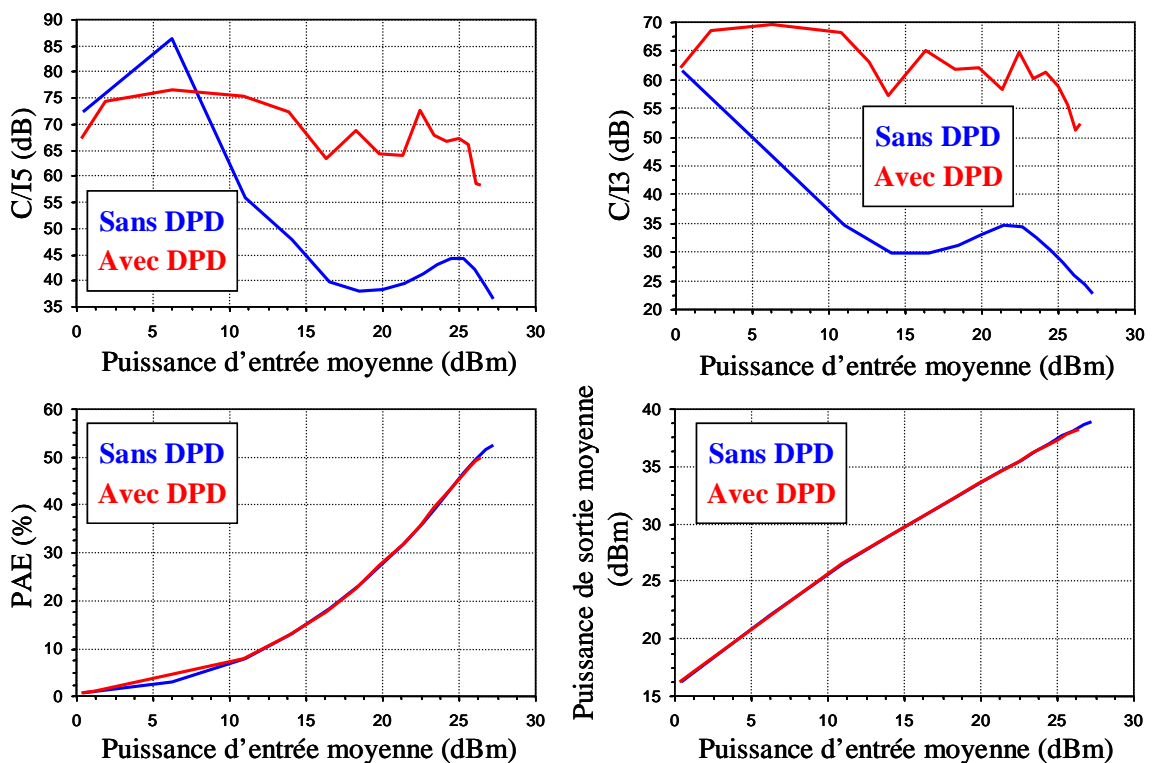 90
85
80
75
70
65
60
55
50
45
40
35
C/I5 (dB)
Sans DPD
Avec DPD
0 5 10 15 20 25 30
Puissance d’entrée moyenne (dBm)
70
65
60
55
50
45
40
35
30
25
20
C/I3 (dB)
Sans DPD
Avec DPD
0 5 10 15 20 25 30
Puissance d’entrée moyenne (dBm)
60
50
40
30
20
10
0
PAE (%)
Sans DPD
Avec DPD
0 5 10 15 20 25 30
Puissance d’entrée moyenne (dBm)
40
35
30
25
20
15
Puissance de sortie moyenne
(dBm)
Sans DPD
Avec DPD
0 5 10 15 20 25 30
Puissance d’entrée moyenne (dBm)